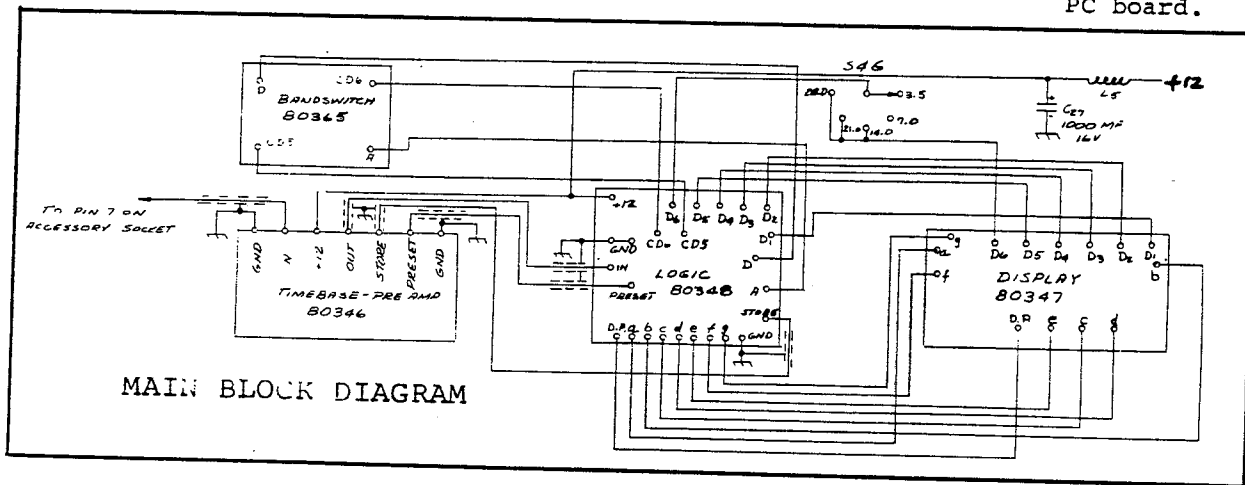 PC board.
S46
+12
L5
C27
1000 MF
16V
3.5
7.0
14.0
21.0
D
CD6
BANDSWITCH
80365
CD5
A
TO PIN 7 ON
ACCESSORY SOCKET
GND
N
+12
OUT
STORE
PRESET
GND
TIMEBASE-PRE AMP
80346
+12
D6 D5 D4 D3 D2
D1
GND
CD5
D
IN
LOGIC
80348
A
PRESET
STORE
D.P. a b c d e f g
GND
g
a
f
D6 D5 D4 D3 D2 D1
b
DISPLAY
80347
D.P. e c d
MAIN BLOCK DIAGRAM